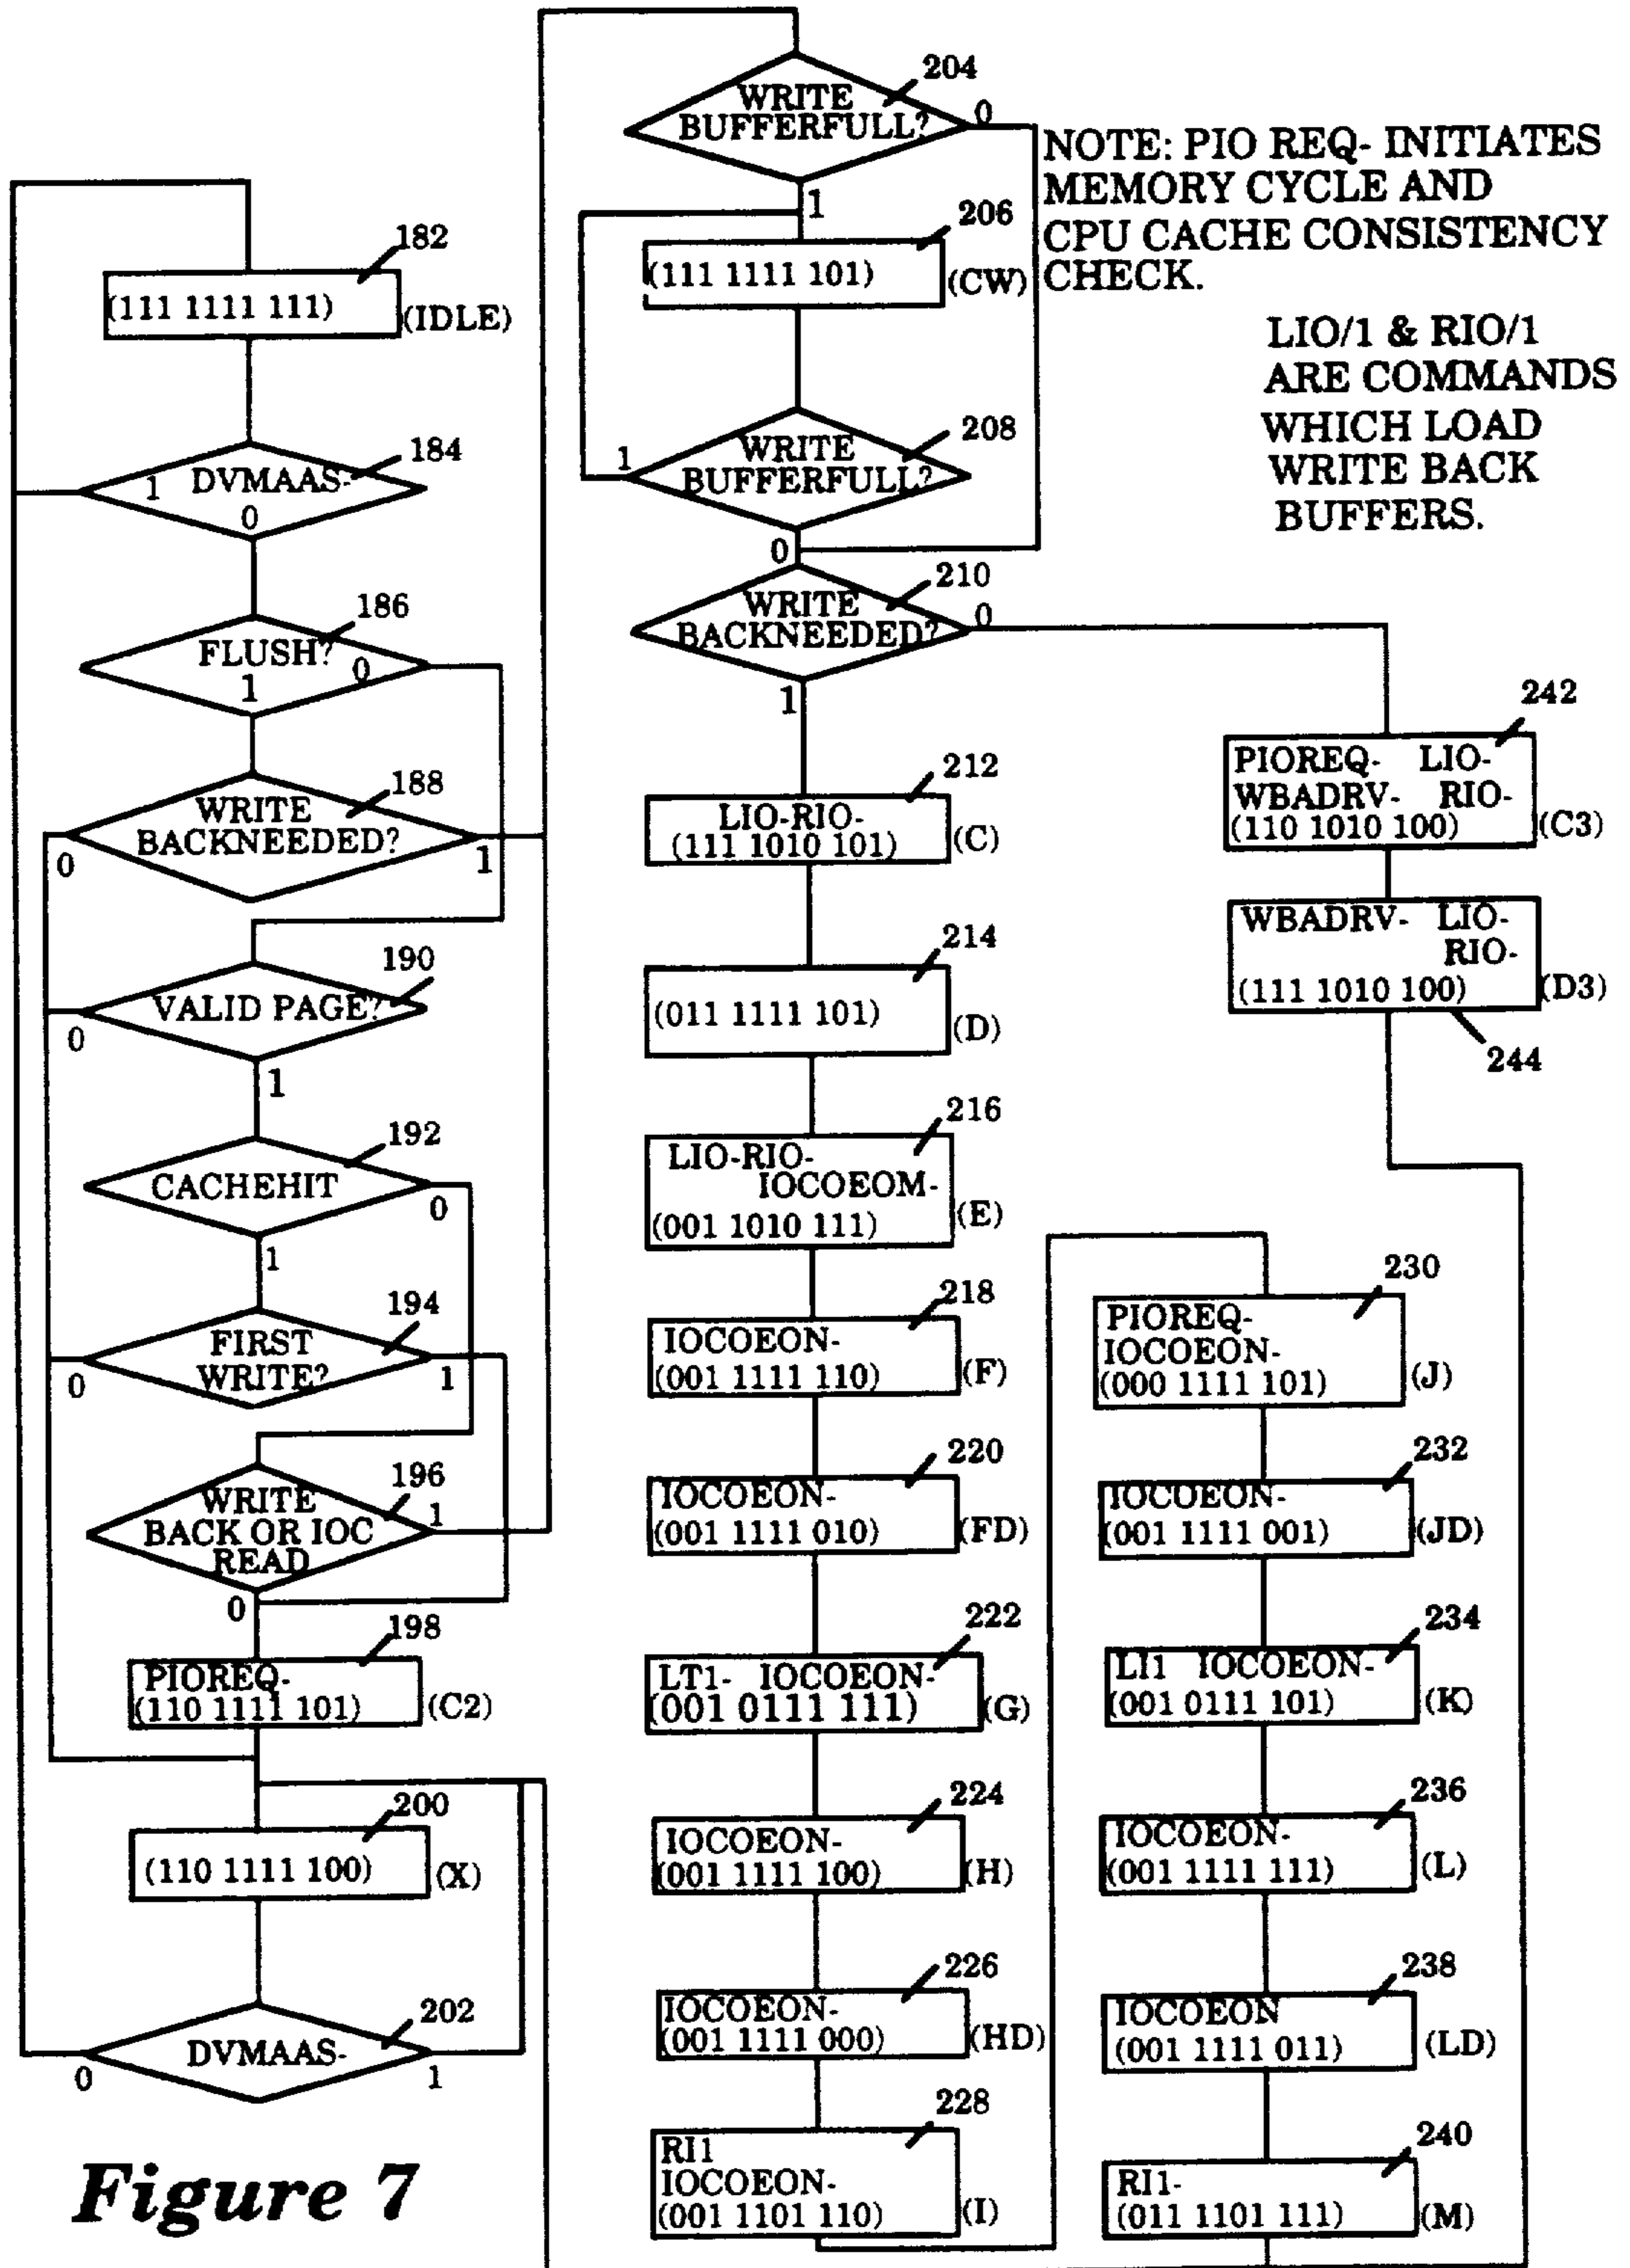 182
(111 1111 111)
(IDLE)
184
1 DVMAAS-
0
186
FLUSH?
0
1
188
WRITE
BACKNEEDED?
0
1
190
VALID PAGE?
0
1
192
CACHEHIT
0
1
194
FIRST
WRITE?
0
1
196
WRITE
BACK OR IOC
READ
1
0
198
PIOREQ-
(110 1111 101)
(C2)
200
(110 1111 100)
(X)
202
DVMAAS-
0
1
Figure 7
204
WRITE
BUFFERFULL?
0
1
206
(111 1111 101)
(CW)
208
WRITE
BUFFERFULL?
1
0
210
WRITE
BACKNEEDED?
0
1
212
LIO-RIO-
(111 1010 101)
(C)
214
(011 1111 101)
(D)
216
LIO-RIO-
IOCOEOM-
(001 1010 111)
(E)
218
IOCOEON-
(001 1111 110)
(F)
220
IOCOEON-
(001 1111 010)
(FD)
222
LT1- IOCOEON-
(001 0111 111)
(G)
224
IOCOEON-
(001 1111 100)
(H)
226
IOCOEON-
(001 1111 000)
(HD)
228
RI1
IOCOEON-
(001 1101 110)
(I)
NOTE: PIO REQ- INITIATES
MEMORY CYCLE AND
CPU CACHE CONSISTENCY
CHECK.
LIO/1 & RIO/1
ARE COMMANDS
WHICH LOAD
WRITE BACK
BUFFERS.
242
PIOREQ- LIO-
WBADRV- RIO-
(110 1010 100)
(C3)
WBADRV- LIO-
RIO-
(111 1010 100)
(D3)
244
230
PIOREQ-
IOCOEON-
(000 1111 101)
(J)
232
IOCOEON-
(001 1111 001)
(JD)
234
LI1 IOCOEON-
(001 0111 101)
(K)
236
IOCOEON-
(001 1111 111)
(L)
238
IOCOEON
(001 1111 011)
(LD)
240
RI1-
(011 1101 111)
(M)